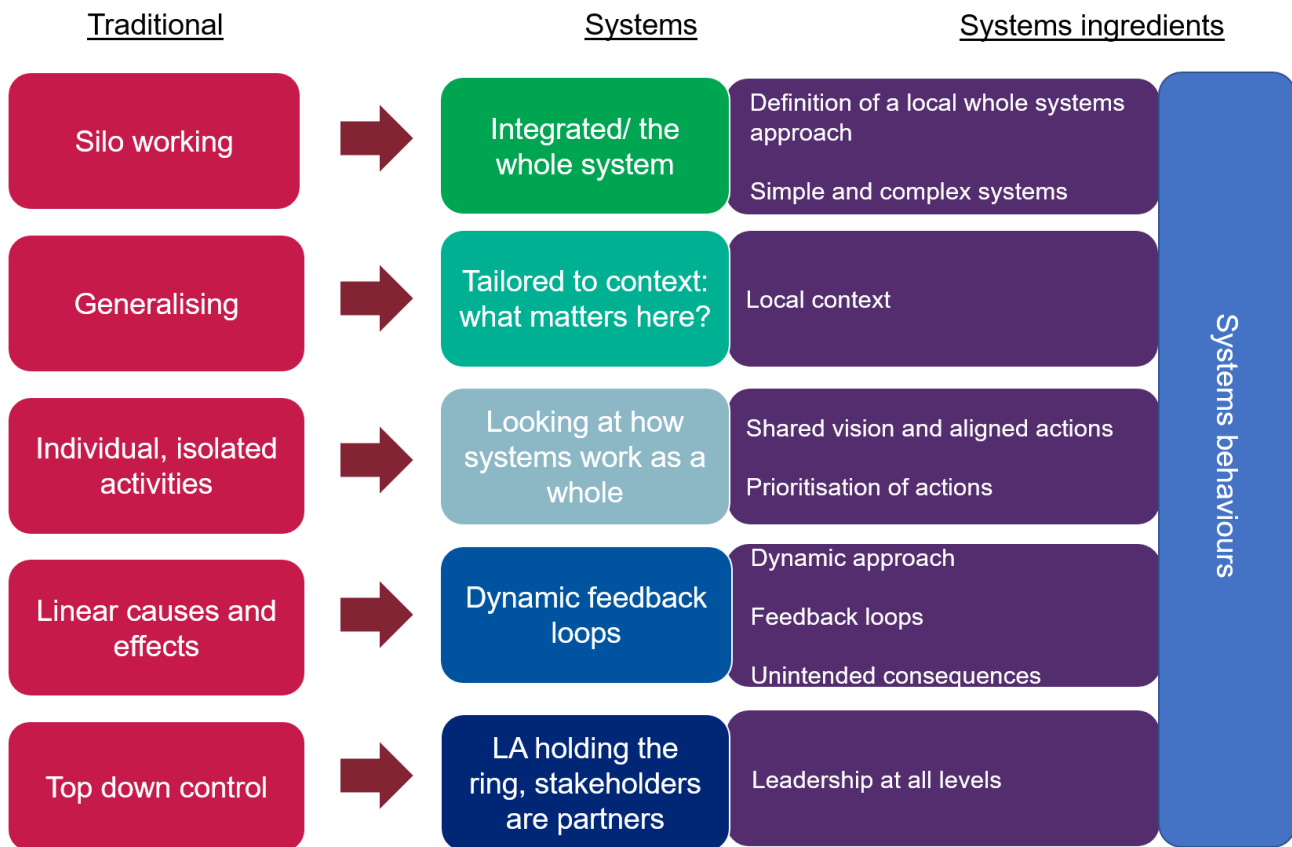 Traditional
Systems
Systems ingredients
Silo working
Integrated/ the
whole system
Definition of a local whole systems
approach
Simple and complex systems
Generalising
Tailored to context:
what matters here?
Local context
Individual, isolated
activities
Looking at how
systems work as a
whole
Shared vision and aligned actions
Prioritisation of actions
Linear causes and
effects
Dynamic feedback
loops
Dynamic approach
Feedback loops
Unintended consequences
Top down control
LA holding the
ring, stakeholders
are partners
Leadership at all levels
Systems behaviours